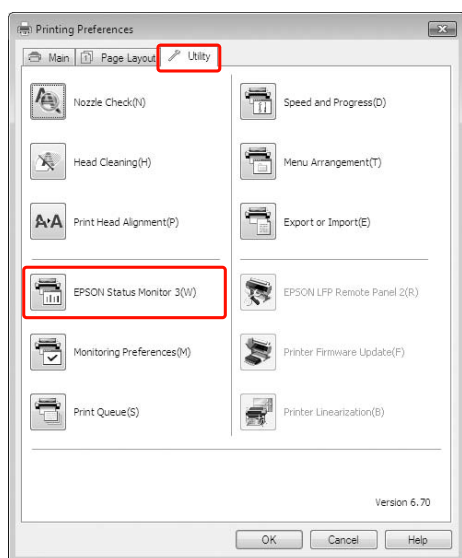 Printing Preferences
Main
Page Layout
Utility
Nozzle Check(N)
Speed and Progress(D)
Head Cleaning(H)
Menu Arrangement(T)
A·A
Print Head Alignment(P)
Export or Import(E)
EPSON Status Monitor 3(W)
EPSON LFP Remote Panel 2(R)
Monitoring Preferences(M)
Printer Firmware Update(F)
Print Queue(S)
Printer Linearization(B)
Version 6.70
OK
Cancel
Help